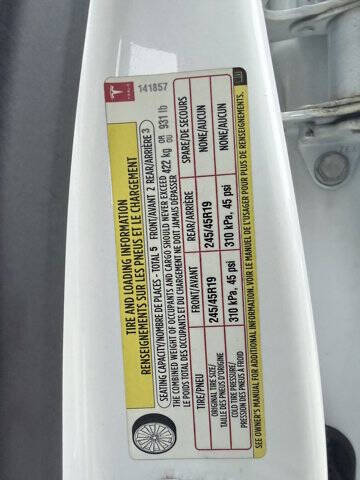 TESLA
141857
TIRE AND LOADING INFORMATION
RENSEIGNEMENTS SUR LES PNEUS ET LE CHARGEMENT
SEATING CAPACITY/NOMBRE DE PLACES - TOTAL 5 FRONT/AVANT 2 REAR/ARRIÈRE 3
THE COMBINED WEIGHT OF OCCUPANTS AND CARGO SHOULD NEVER EXCEED 422 kg OR 931 lb
LE POIDS TOTAL DES OCCUPANTS ET DU CHARGEMENT NE DOIT JAMAIS DÉPASSER OU
TIRE/PNEU FRONT/AVANT REAR/ARRIÈRE SPARE/DE SECOURS
ORIGINAL TIRE SIZE/ 245/45R19 245/45R19 NONE/AUCUN
TAILLE DES PNEUS D'ORIGINE
COLD TIRE PRESSURE/ 310 kPa, 45 psi 310 kPa, 45 psi NONE/AUCUN
PRESSION DES PNEUS À FROID
SEE OWNER'S MANUAL FOR ADDITIONAL INFORMATION. VOIR LE MANUEL DE L'USAGER POUR PLUS DE RENSEIGNEMENTS.